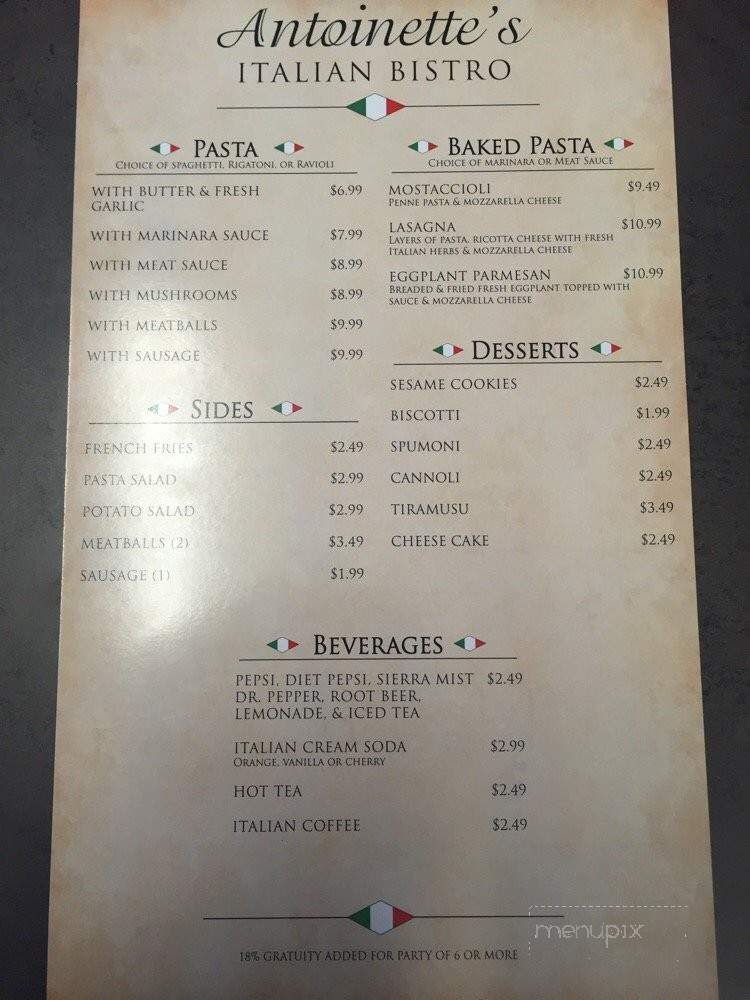 Antoinette's
ITALIAN BISTRO
PASTA
CHOICE OF SPAGHETTI, RIGATONI, OR RAVIOLI
WITH BUTTER & FRESH $6.99
GARLIC
WITH MARINARA SAUCE $7.99
WITH MEAT SAUCE $8.99
WITH MUSHROOMS $8.99
WITH MEATBALLS $9.99
WITH SAUSAGE $9.99
SIDES
FRENCH FRIES $2.49
PASTA SALAD $2.99
POTATO SALAD $2.99
MEATBALLS (2) $3.49
SAUSAGE (1) $1.99
BAKED PASTA
CHOICE OF MARINARA OR MEAT SAUCE
MOSTACCIOLI $9.49
PENNE PASTA & MOZZARELLA CHEESE
LASAGNA $10.99
LAYERS OF PASTA, RICOTTA CHEESE WITH FRESH
ITALIAN HERBS & MOZZARELLA CHEESE
EGGPLANT PARMESAN $10.99
BREADED & FRIED FRESH EGGPLANT TOPPED WITH
SAUCE & MOZZARELLA CHEESE
DESSERTS
SESAME COOKIES $2.49
BISCOTTI $1.99
SPUMONI $2.49
CANNOLI $2.49
TIRAMUSU $3.49
CHEESE CAKE $2.49
BEVERAGES
PEPSI, DIET PEPSI, SIERRA MIST $2.49
DR. PEPPER, ROOT BEER,
LEMONADE, & ICED TEA
ITALIAN CREAM SODA $2.99
ORANGE, VANILLA OR CHERRY
HOT TEA $2.49
ITALIAN COFFEE $2.49
18% GRATUITY ADDED FOR PARTY OF 6 OR MORE
menupix